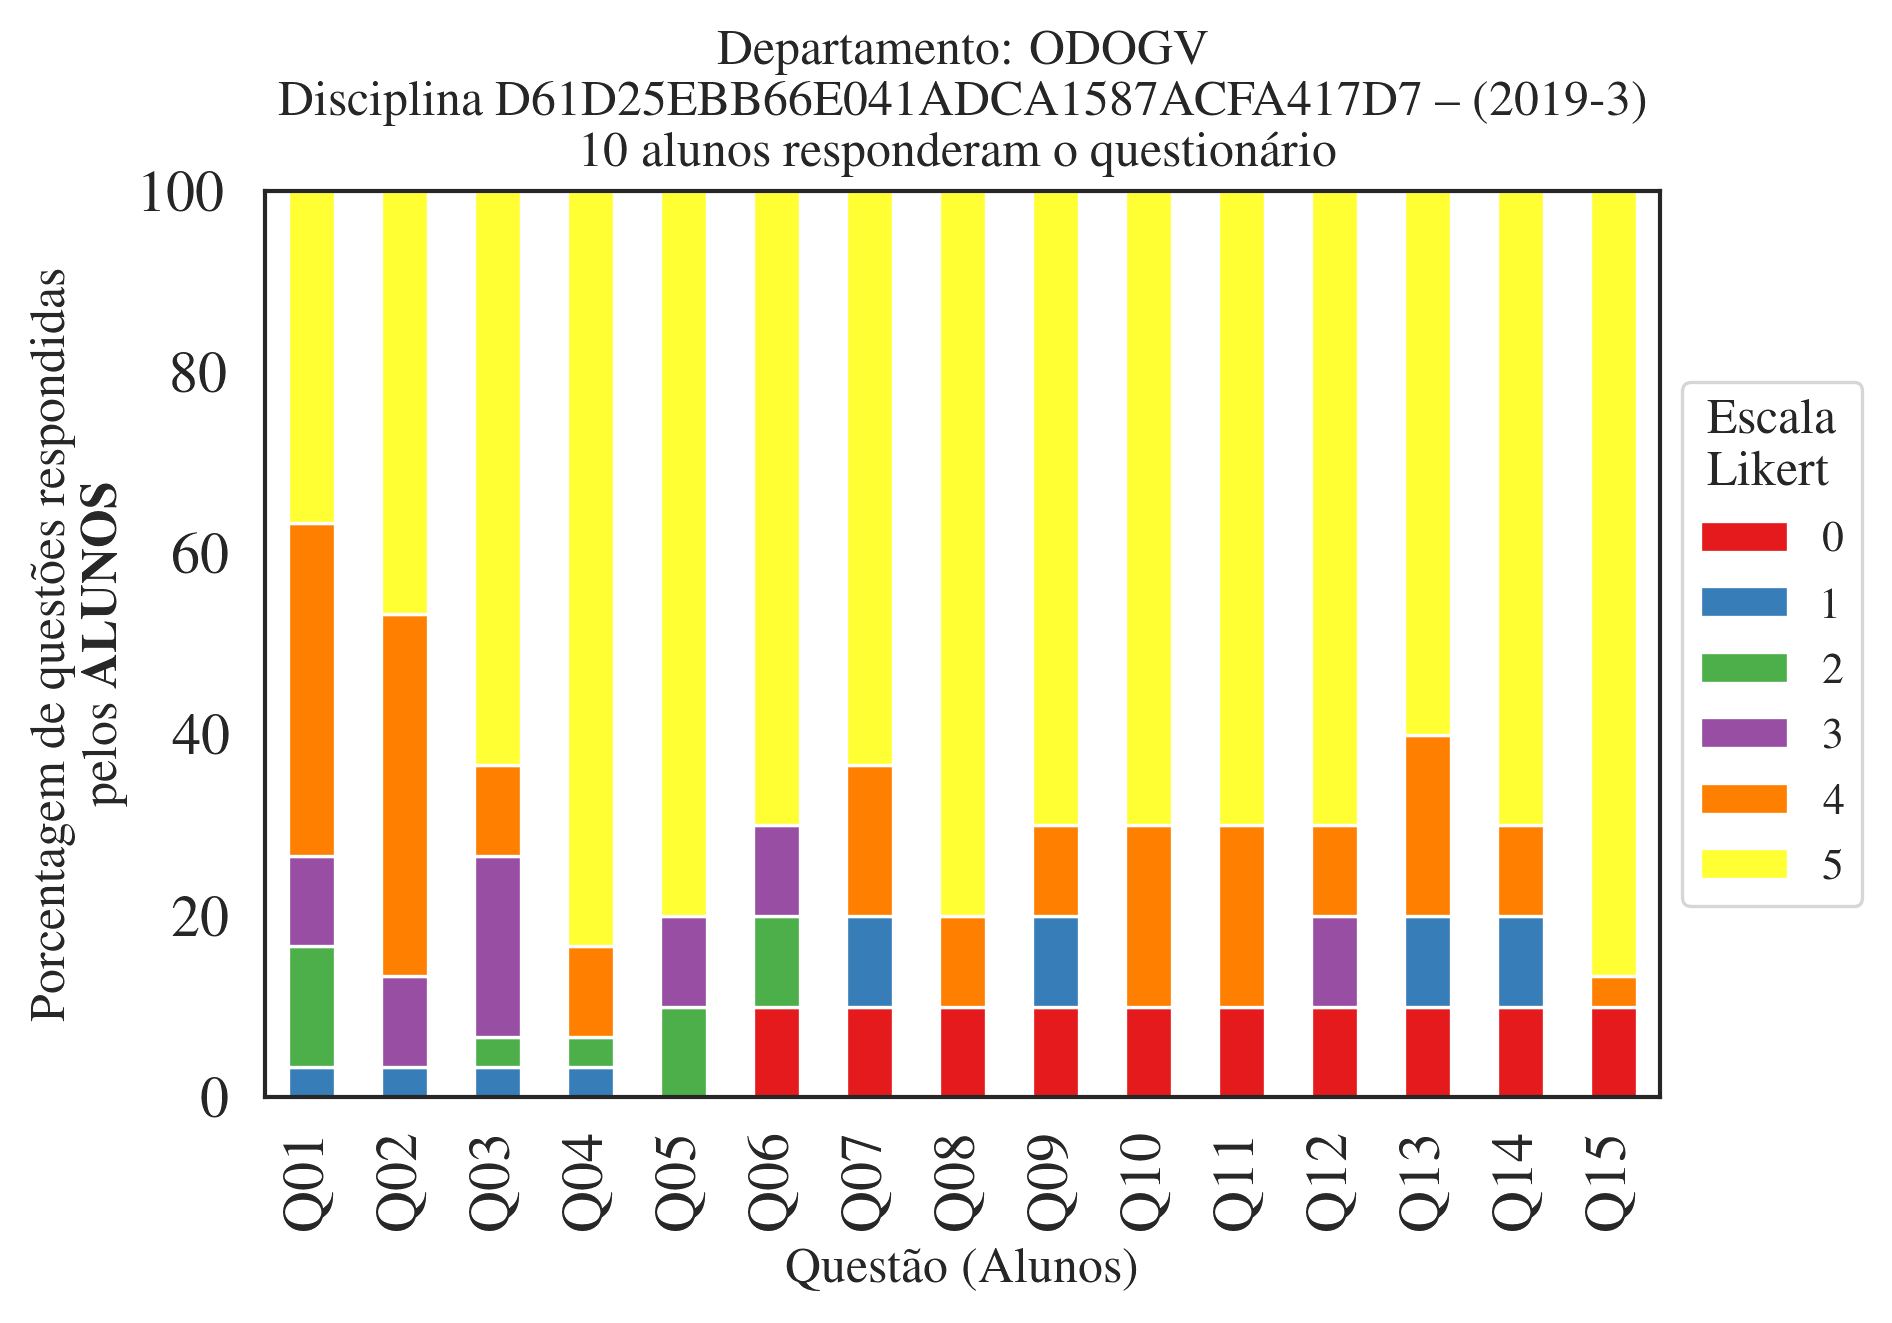 Departamento: ODOGV
Disciplina D61D25EBB66E041ADCA1587ACFA417D7 – (2019-3)
10 alunos responderam o questionário
100
80
60
40
20
0
Porcentagem de questões respondidas
pelos ALUNOS
Q01
Q02
Q03
Q04
Q05
Q06
Q07
Q08
Q09
Q10
Q11
Q12
Q13
Q14
Q15
Questão (Alunos)
Escala
Likert
0
1
2
3
4
5